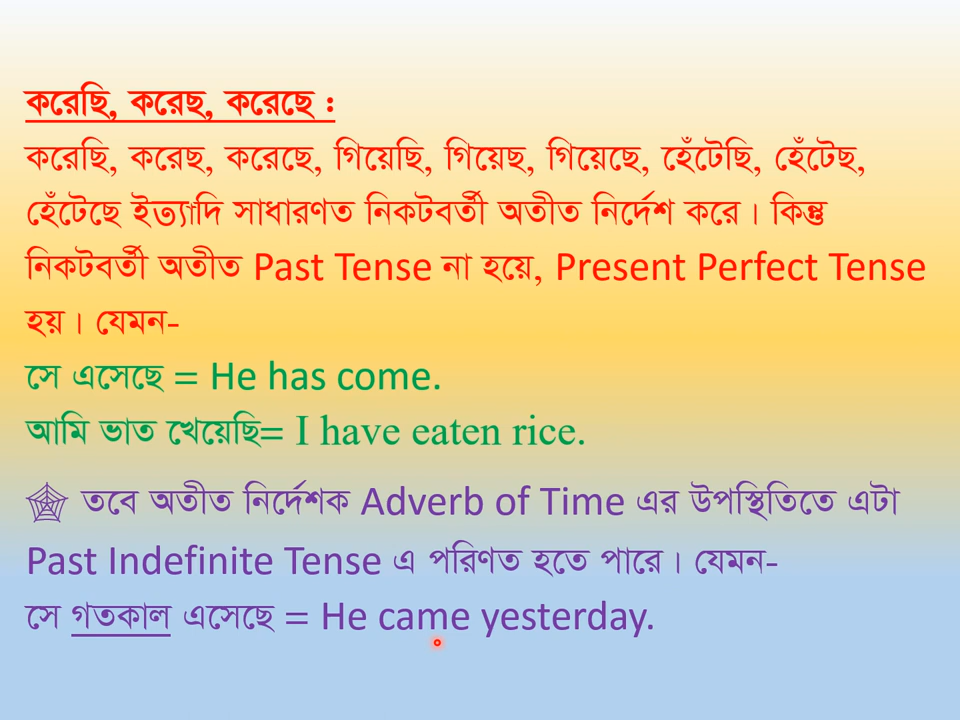 করেছি, করেছ, করেছে :
করেছি, করেছ, করেছে, গিয়েছি, গিয়েছ, গিয়েছে, হেঁটেছি, হেঁটেছ,
হেঁটেছে ইত্যাদি সাধারণত নিকটবর্তী অতীত নির্দেশ করে। কিন্তু
নিকটবর্তী অতীত Past Tense না হয়ে, Present Perfect Tense
হয়। যেমন-
সে এসেছে = He has come.
আমি ভাত খেয়েছি= I have eaten rice.
তবে অতীত নির্দেশক Adverb of Time এর উপস্থিতিতে এটা
Past Indefinite Tense এ পরিণত হতে পারে। যেমন-
সে গতকাল এসেছে = He came yesterday.